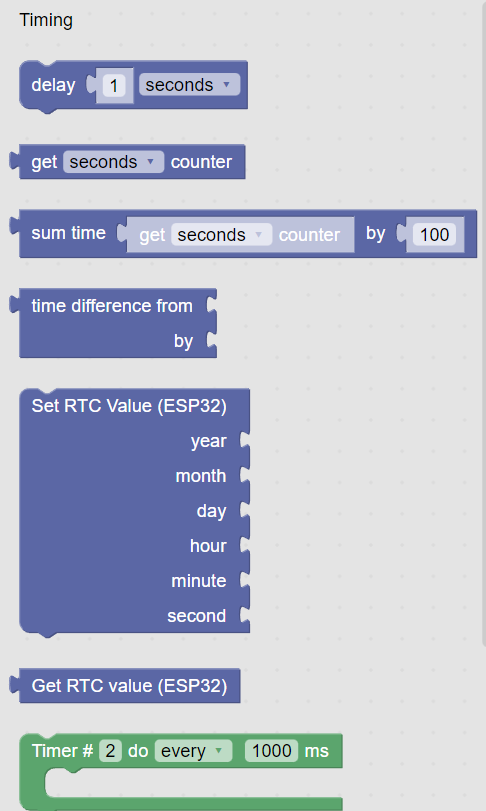 Timing
delay 1 seconds
get seconds counter
sum time get seconds counter by 100
time difference from
by
Set RTC Value (ESP32)
year
month
day
hour
minute
second
Get RTC value (ESP32)
Timer # 2 do every 1000 ms